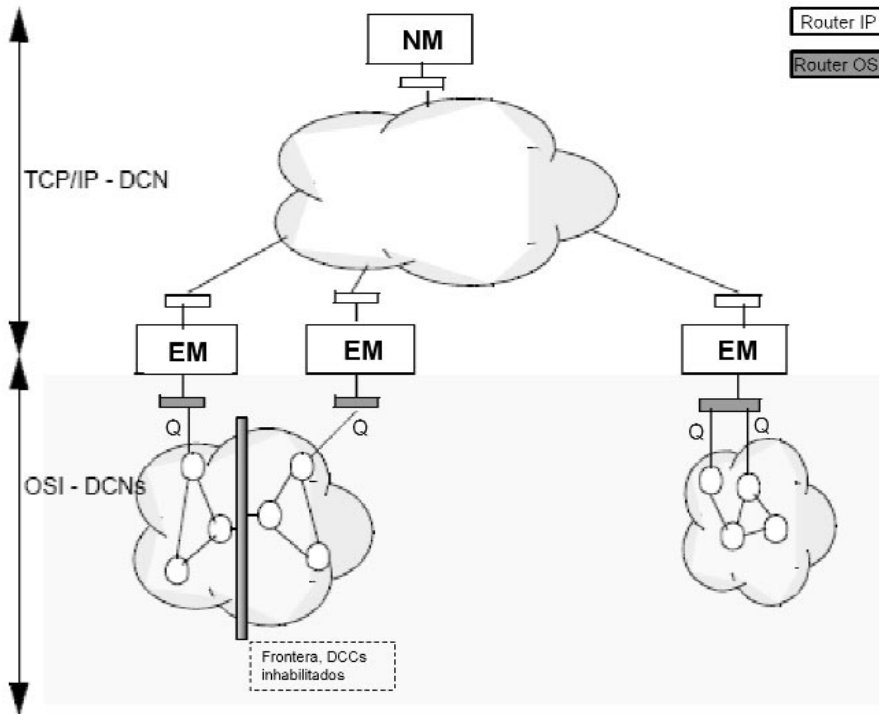 NM
Router IP
Router OSI
TCP/IP - DCN
EM
EM
EM
Q
Q
Q
Q
OSI - DCNs
Frontera, DCCs
inhabilitados